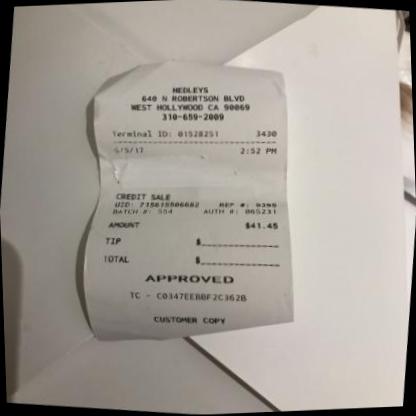 HEDLEYS
640 N ROBERTSON BLVD
WEST HOLLYWOOD CA 90069
310-659-2009
Terminal ID: 01528251 3430
5/5/17 2:52 PM
CREDIT SALE
UID: 715615506682 REF #: 9398
BATCH #: 554 AUTH #: 065231
AMOUNT $41.45
TIP $
TOTAL $
APPROVED
TC - C0347EEBBF2C362B
CUSTOMER COPY